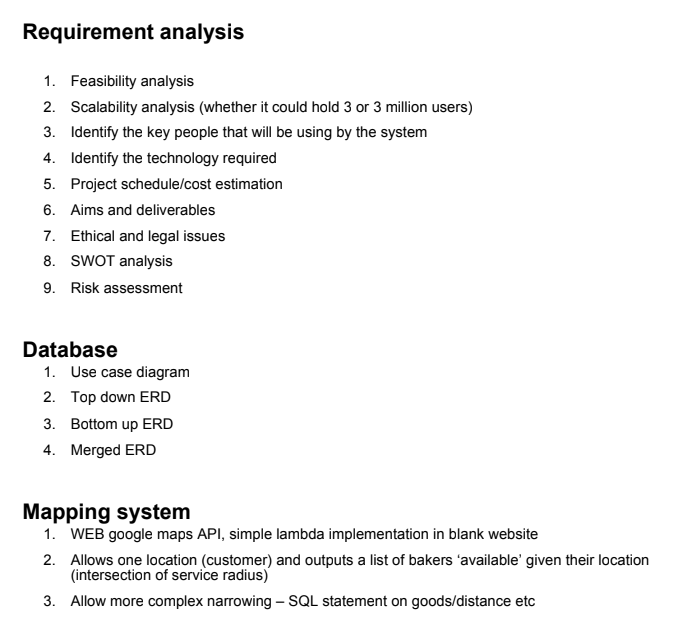 Requirement analysis
1. Feasibility analysis
2. Scalability analysis (whether it could hold 3 or 3 million users)
3. Identify the key people that will be using by the system
4. Identify the technology required
5. Project schedule/cost estimation
6. Aims and deliverables
7. Ethical and legal issues
8. SWOT analysis
9. Risk assessment
Database
1. Use case diagram
2. Top down ERD
3. Bottom up ERD
4. Merged ERD
Mapping system
1. WEB google maps API, simple lambda implementation in blank website
2. Allows one location (customer) and outputs a list of bakers ‘available’ given their location
(intersection of service radius)
3. Allow more complex narrowing – SQL statement on goods/distance etc